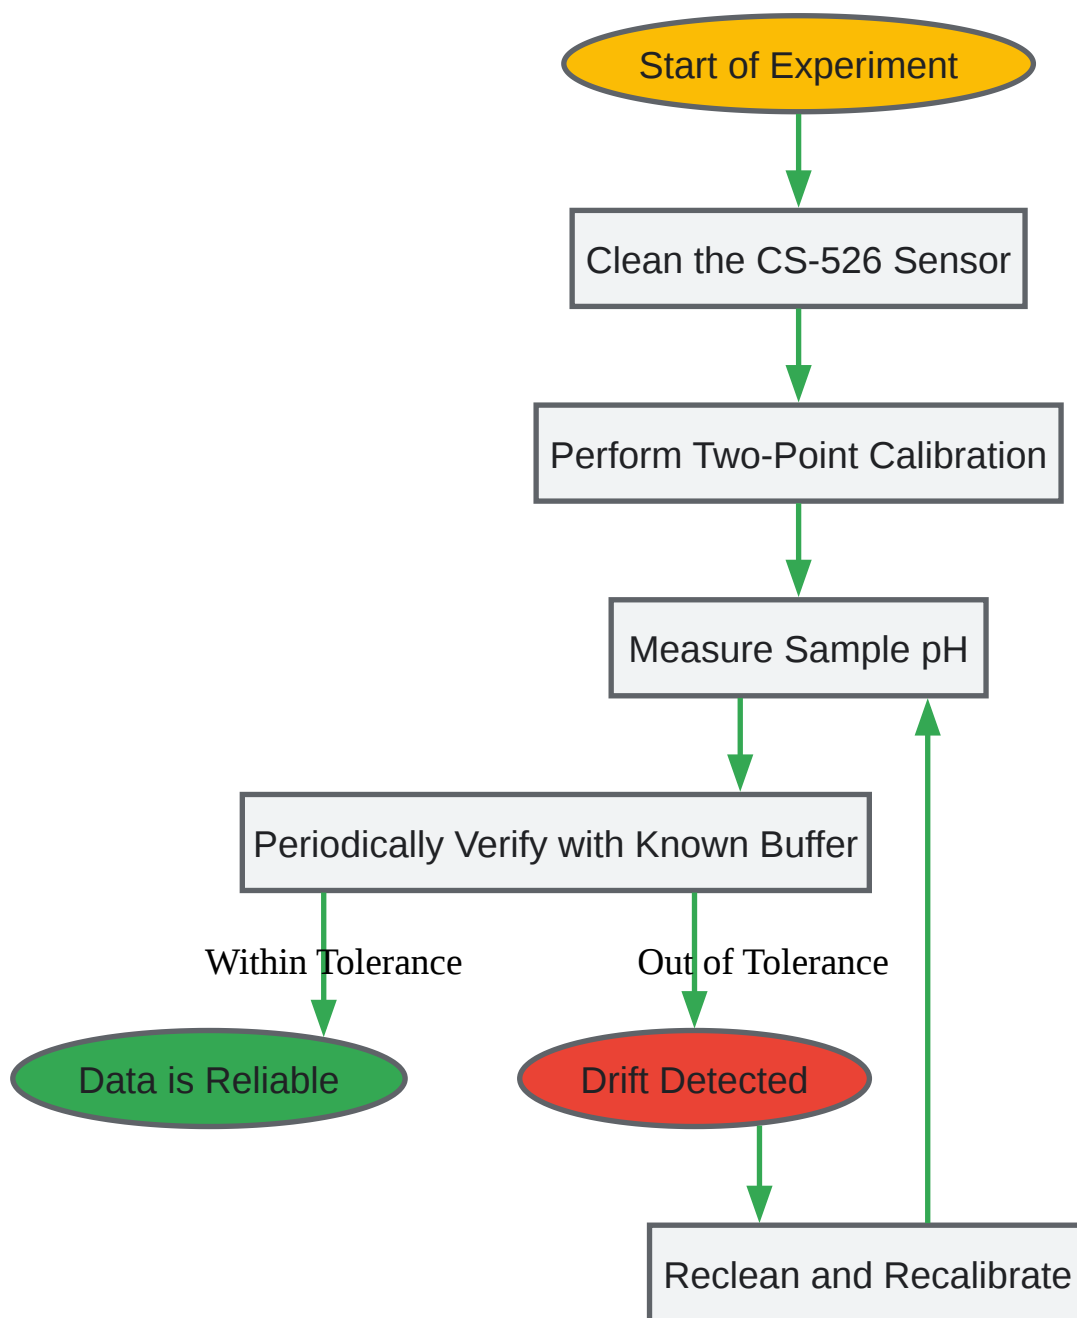 Start of Experiment
Clean the CS-526 Sensor
Perform Two-Point Calibration
Measure Sample pH
Periodically Verify with Known Buffer
Within Tolerance
Out of Tolerance
Data is Reliable
Drift Detected
Reclean and Recalibrate